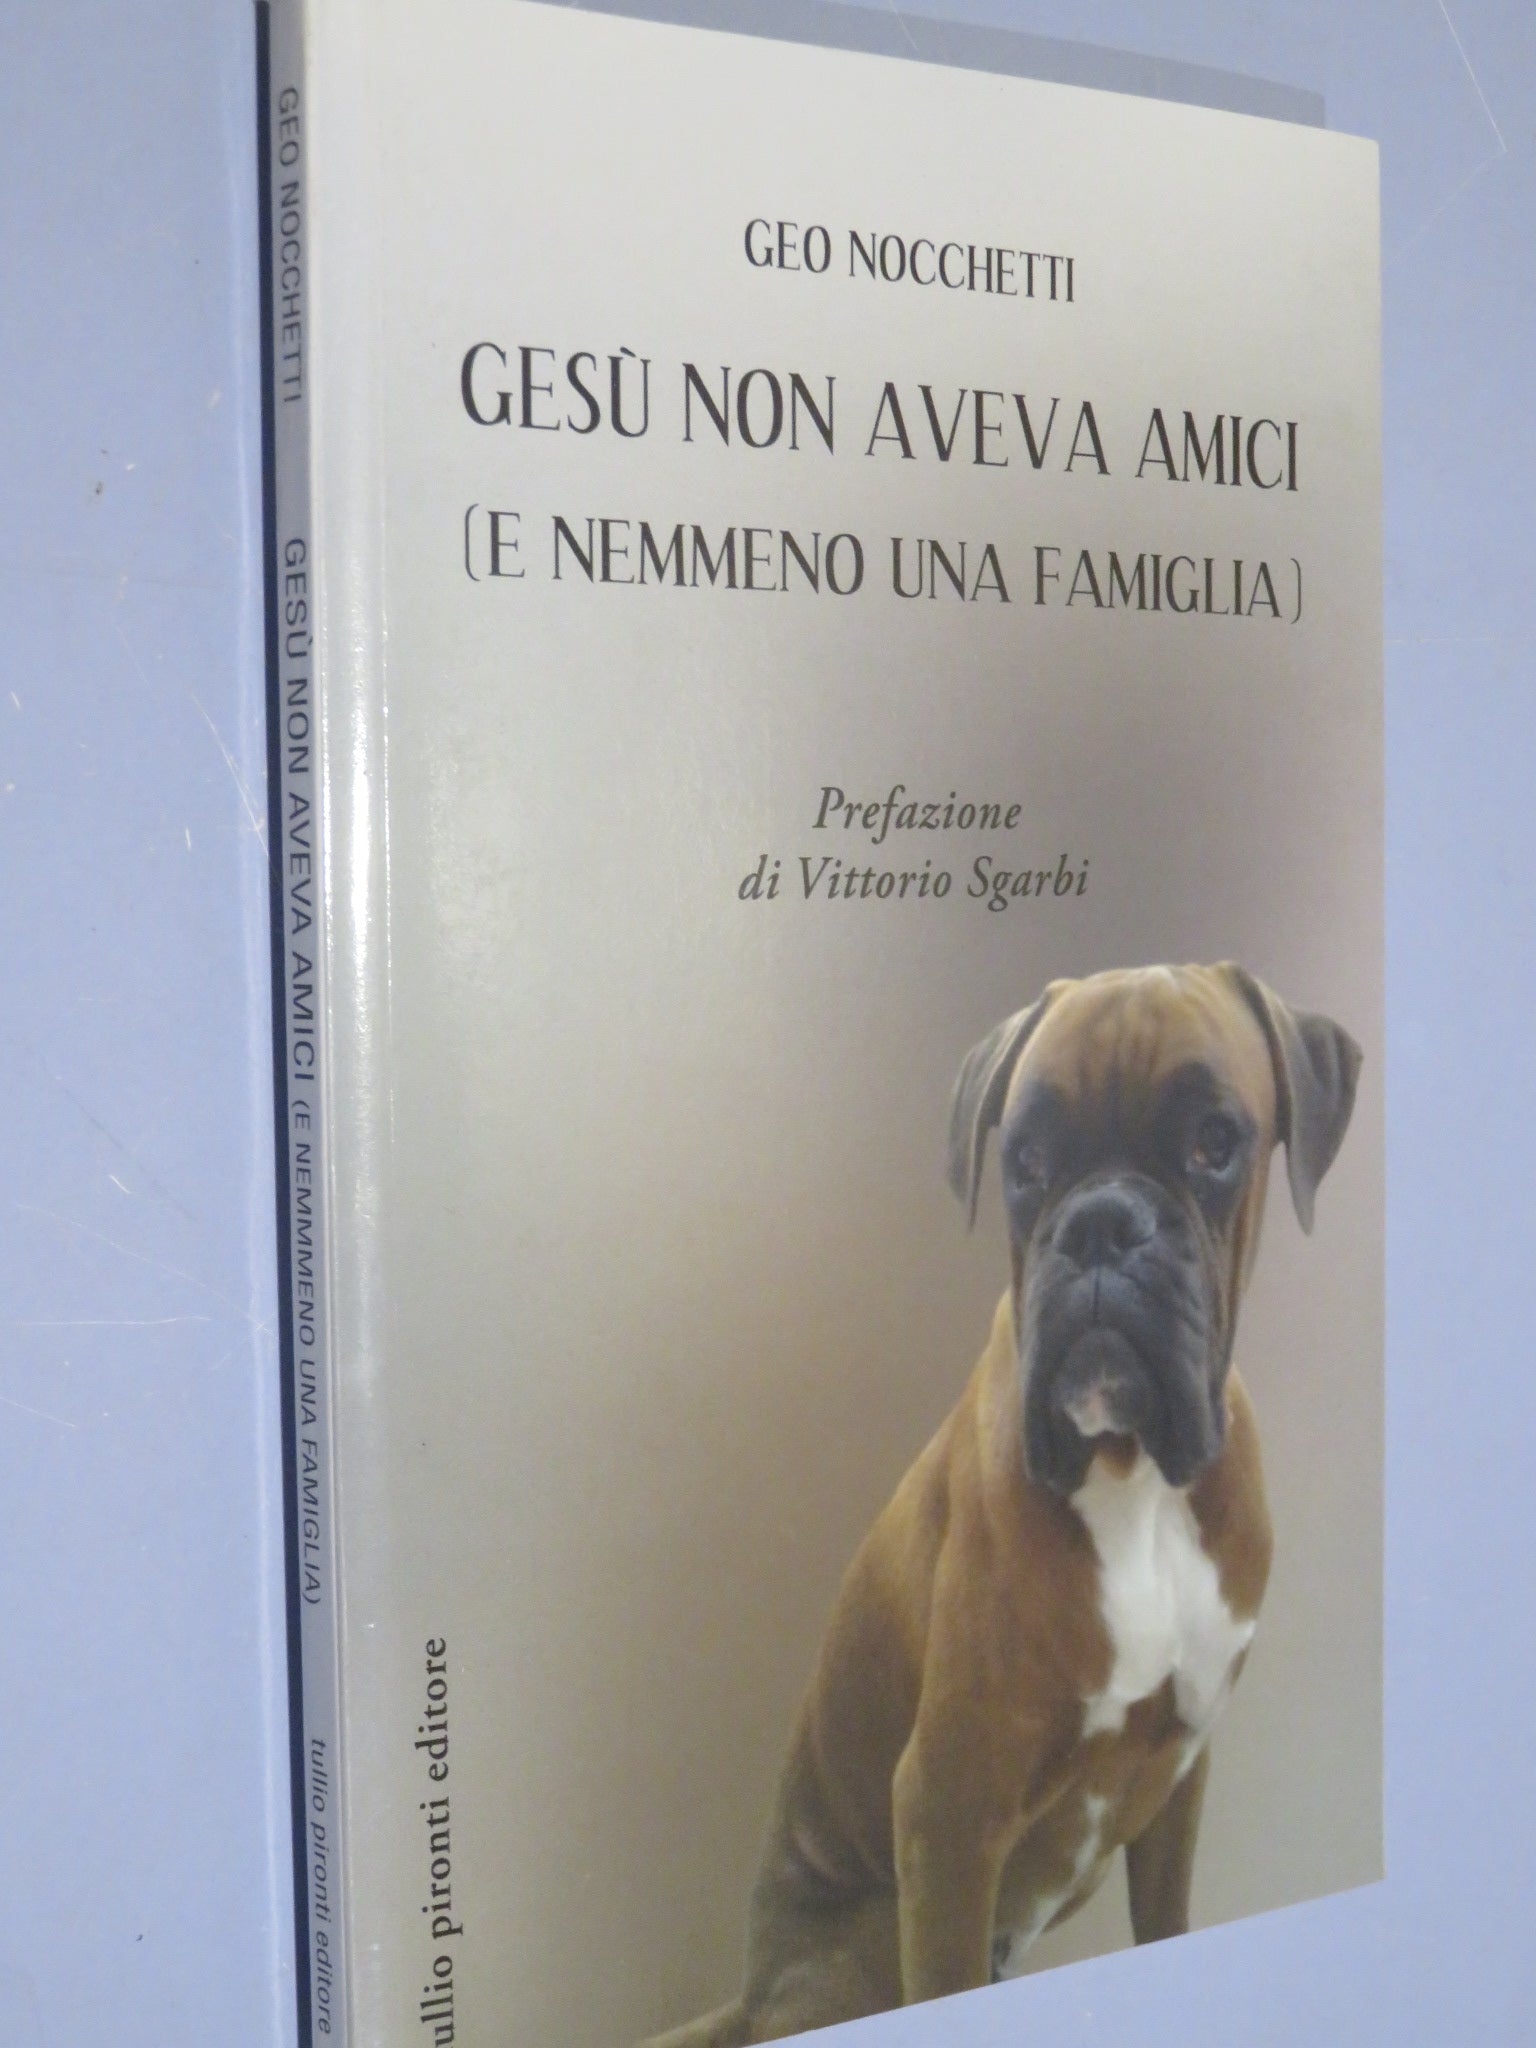 GEO NOCCHETTI
GESÙ NON AVEVA AMICI
(E NEMMENO UNA FAMIGLIA)
Prefazione
di Vittorio Sgarbi
ullio pironti editore
GEO NOCCHETTI GESÙ NON AVEVA AMICI (E NEMMMENO UNA FAMIGLIA) tullio pironti editore